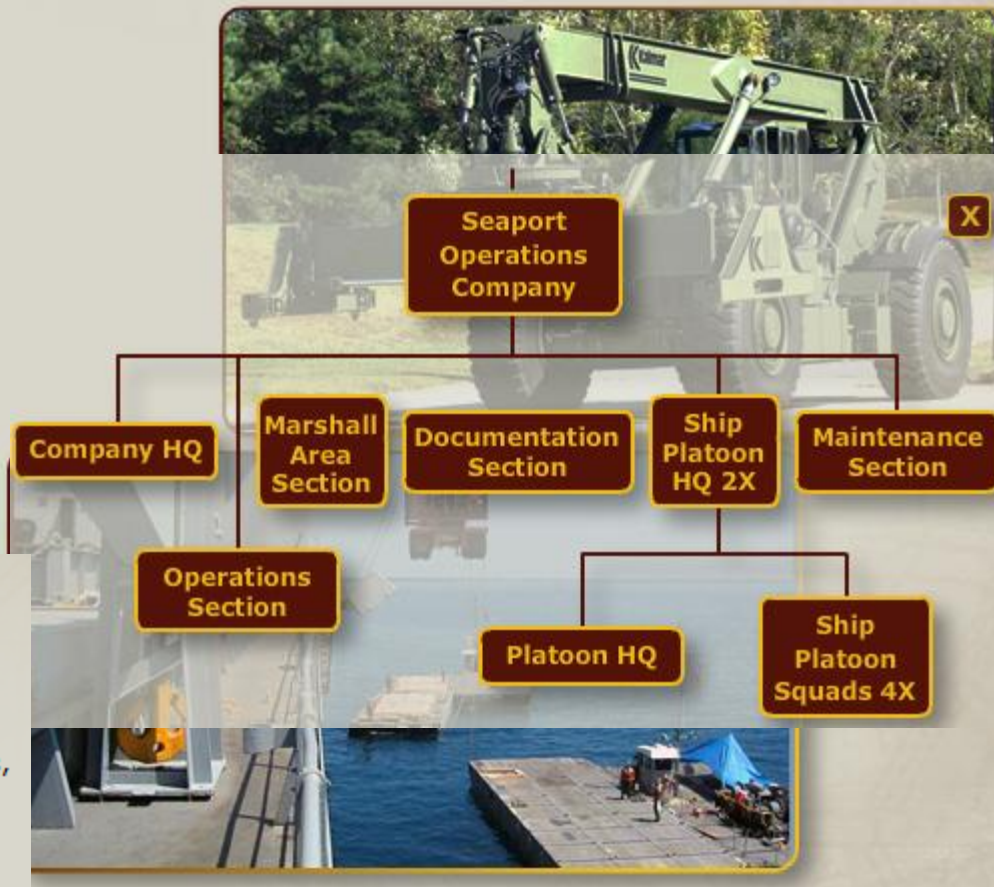 Kalmar
Seaport
Operations
Company
X
Company HQ
Marshall
Area
Section
Documentation
Section
Ship
Platoon
HQ 2X
Maintenance
Section
Operations
Section
Platoon HQ
Ship
Platoon
Squads 4X
,